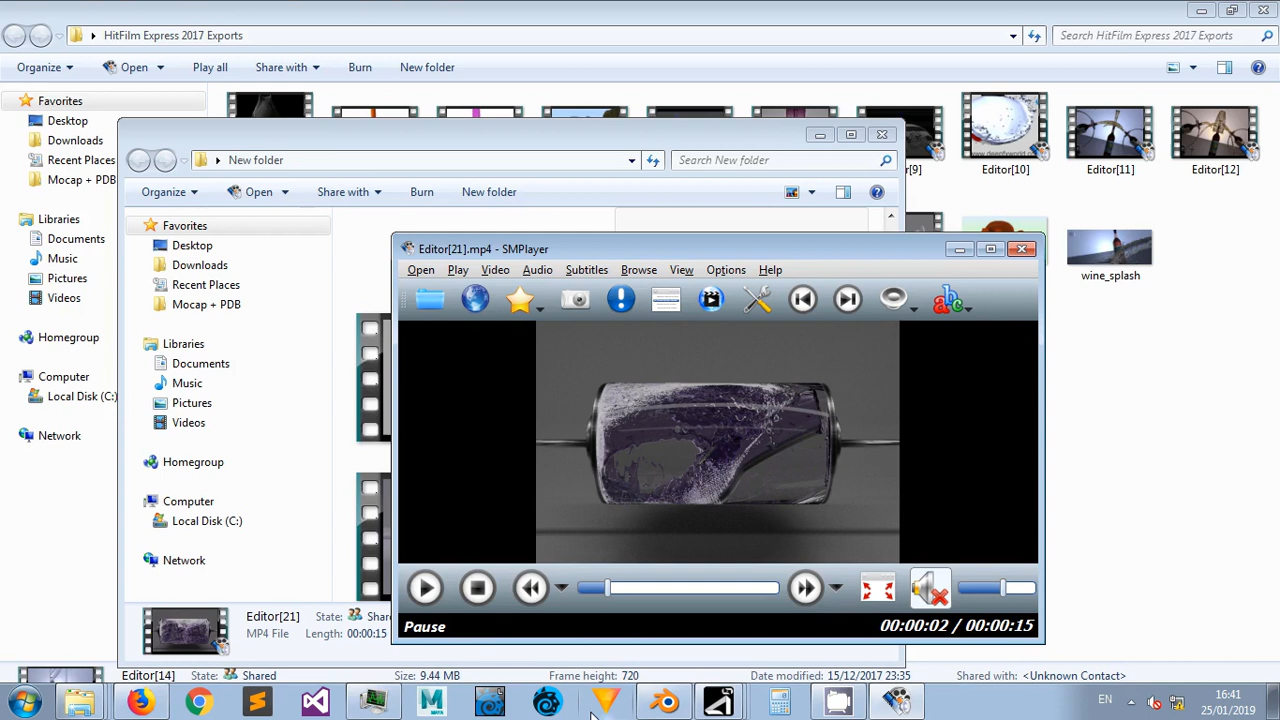 HitFilm Express 2017 Exports
Search HitFilm Express 2017 Exports
Organize Open Play all Share with Burn New folder
Favorites
Desktop
Downloads
Recent Places
Mocap + PDB
Libraries
Documents
Music
Pictures
Videos
Homegroup
Computer
Local Disk (C:)
Network
[9]
Editor[10]
Editor[11]
Editor[12]
wine_splash
New folder
Search New folder
Organize Open Share with Burn New folder
Favorites
Desktop
Downloads
Recent Places
Mocap + PDB
Libraries
Documents
Music
Pictures
Videos
Homegroup
Computer
Local Disk (C:)
Network
Editor[21].mp4 - SMPlayer
Open Play Video Audio Subtitles Browse View Options Help
abc
Pause
00:00:02 / 00:00:15
Editor[21] State: Share
MP4 File Length: 00:00:15
Editor[14] State: Shared Size: 9.44 MB Frame height: 720 Date modified: 15/12/2017 23:35 Shared with: <Unknown Contact>
EN
16:41
25/01/2019